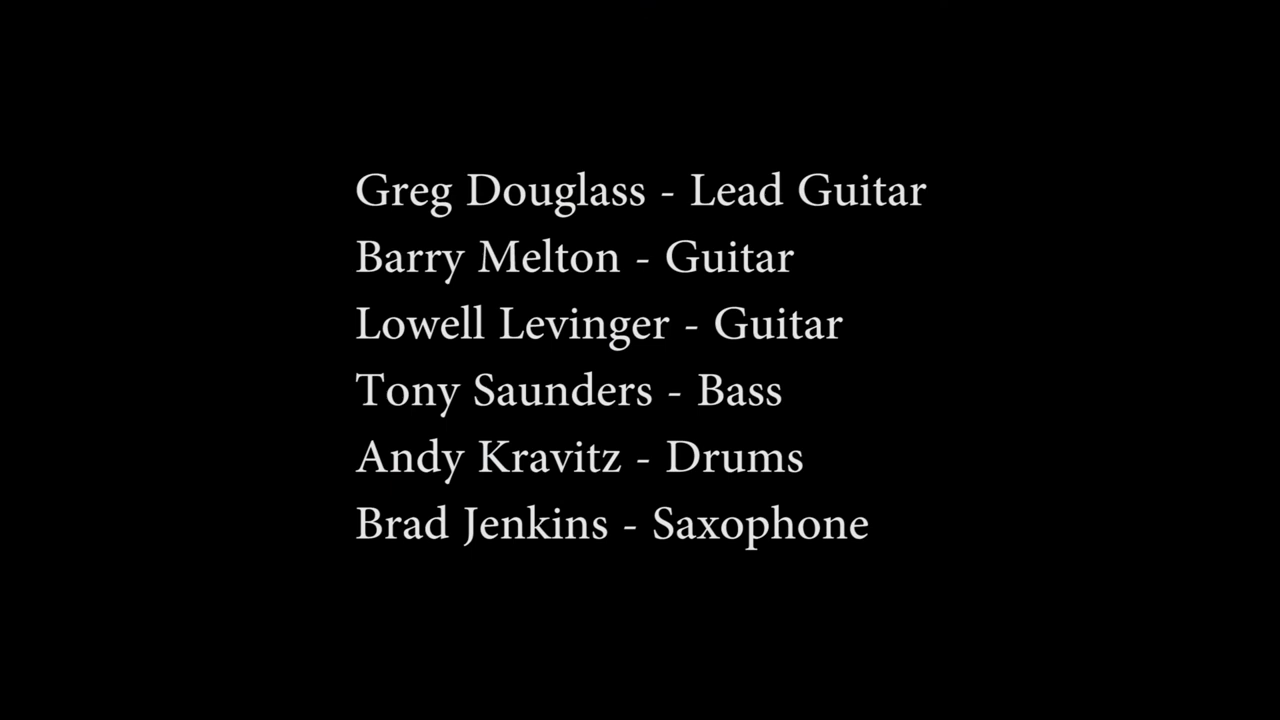 Greg Douglass - Lead Guitar
Barry Melton - Guitar
Lowell Levinger - Guitar
Tony Saunders - Bass
Andy Kravitz - Drums
Brad Jenkins - Saxophone